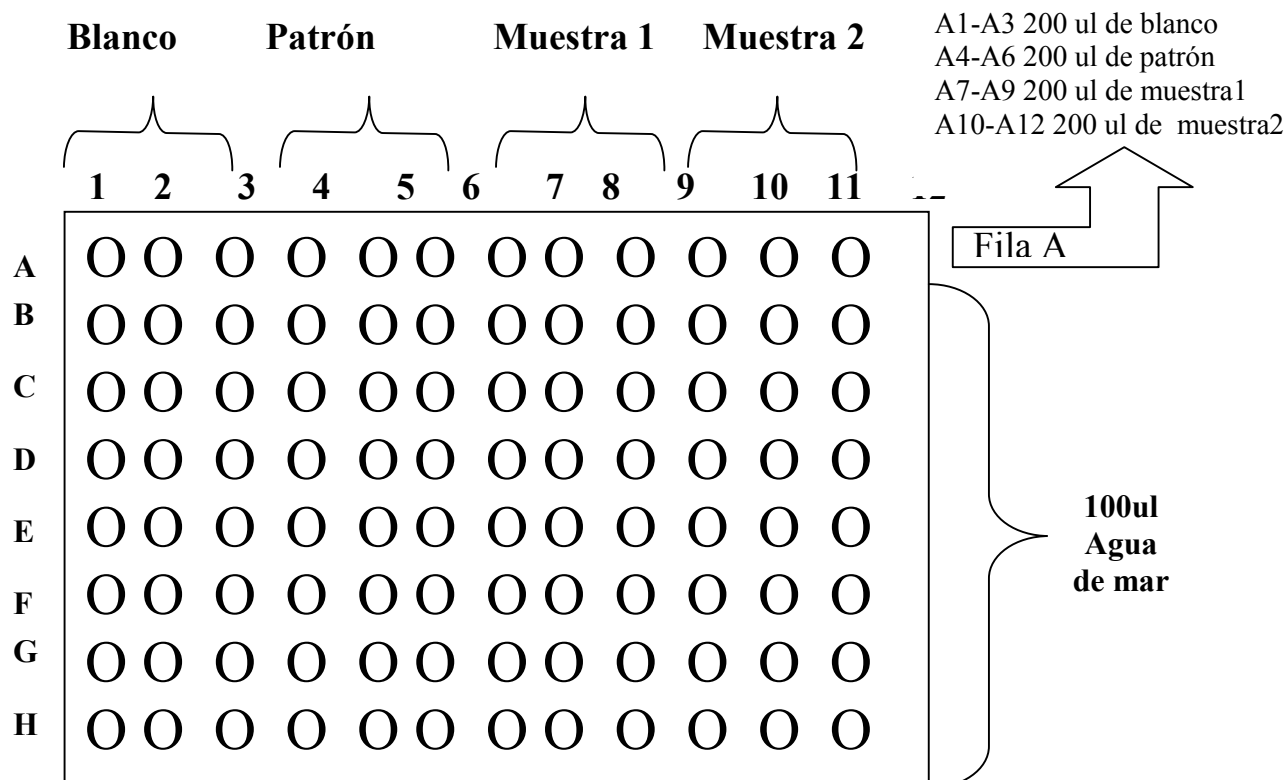 Blanco Patrón Muestra 1 Muestra 2
A1-A3 200 ul de blanco
A4-A6 200 ul de patrón
A7-A9 200 ul de muestra1
A10-A12 200 ul de muestra2
1 2 3 4 5 6 7 8 9 10 11 12
Fila A
A O O O O O O O O O O O O
B O O O O O O O O O O O O
C O O O O O O O O O O O O
D O O O O O O O O O O O O
E O O O O O O O O O O O O
F O O O O O O O O O O O O
G O O O O O O O O O O O O
H O O O O O O O O O O O O
100ul
Agua
de mar